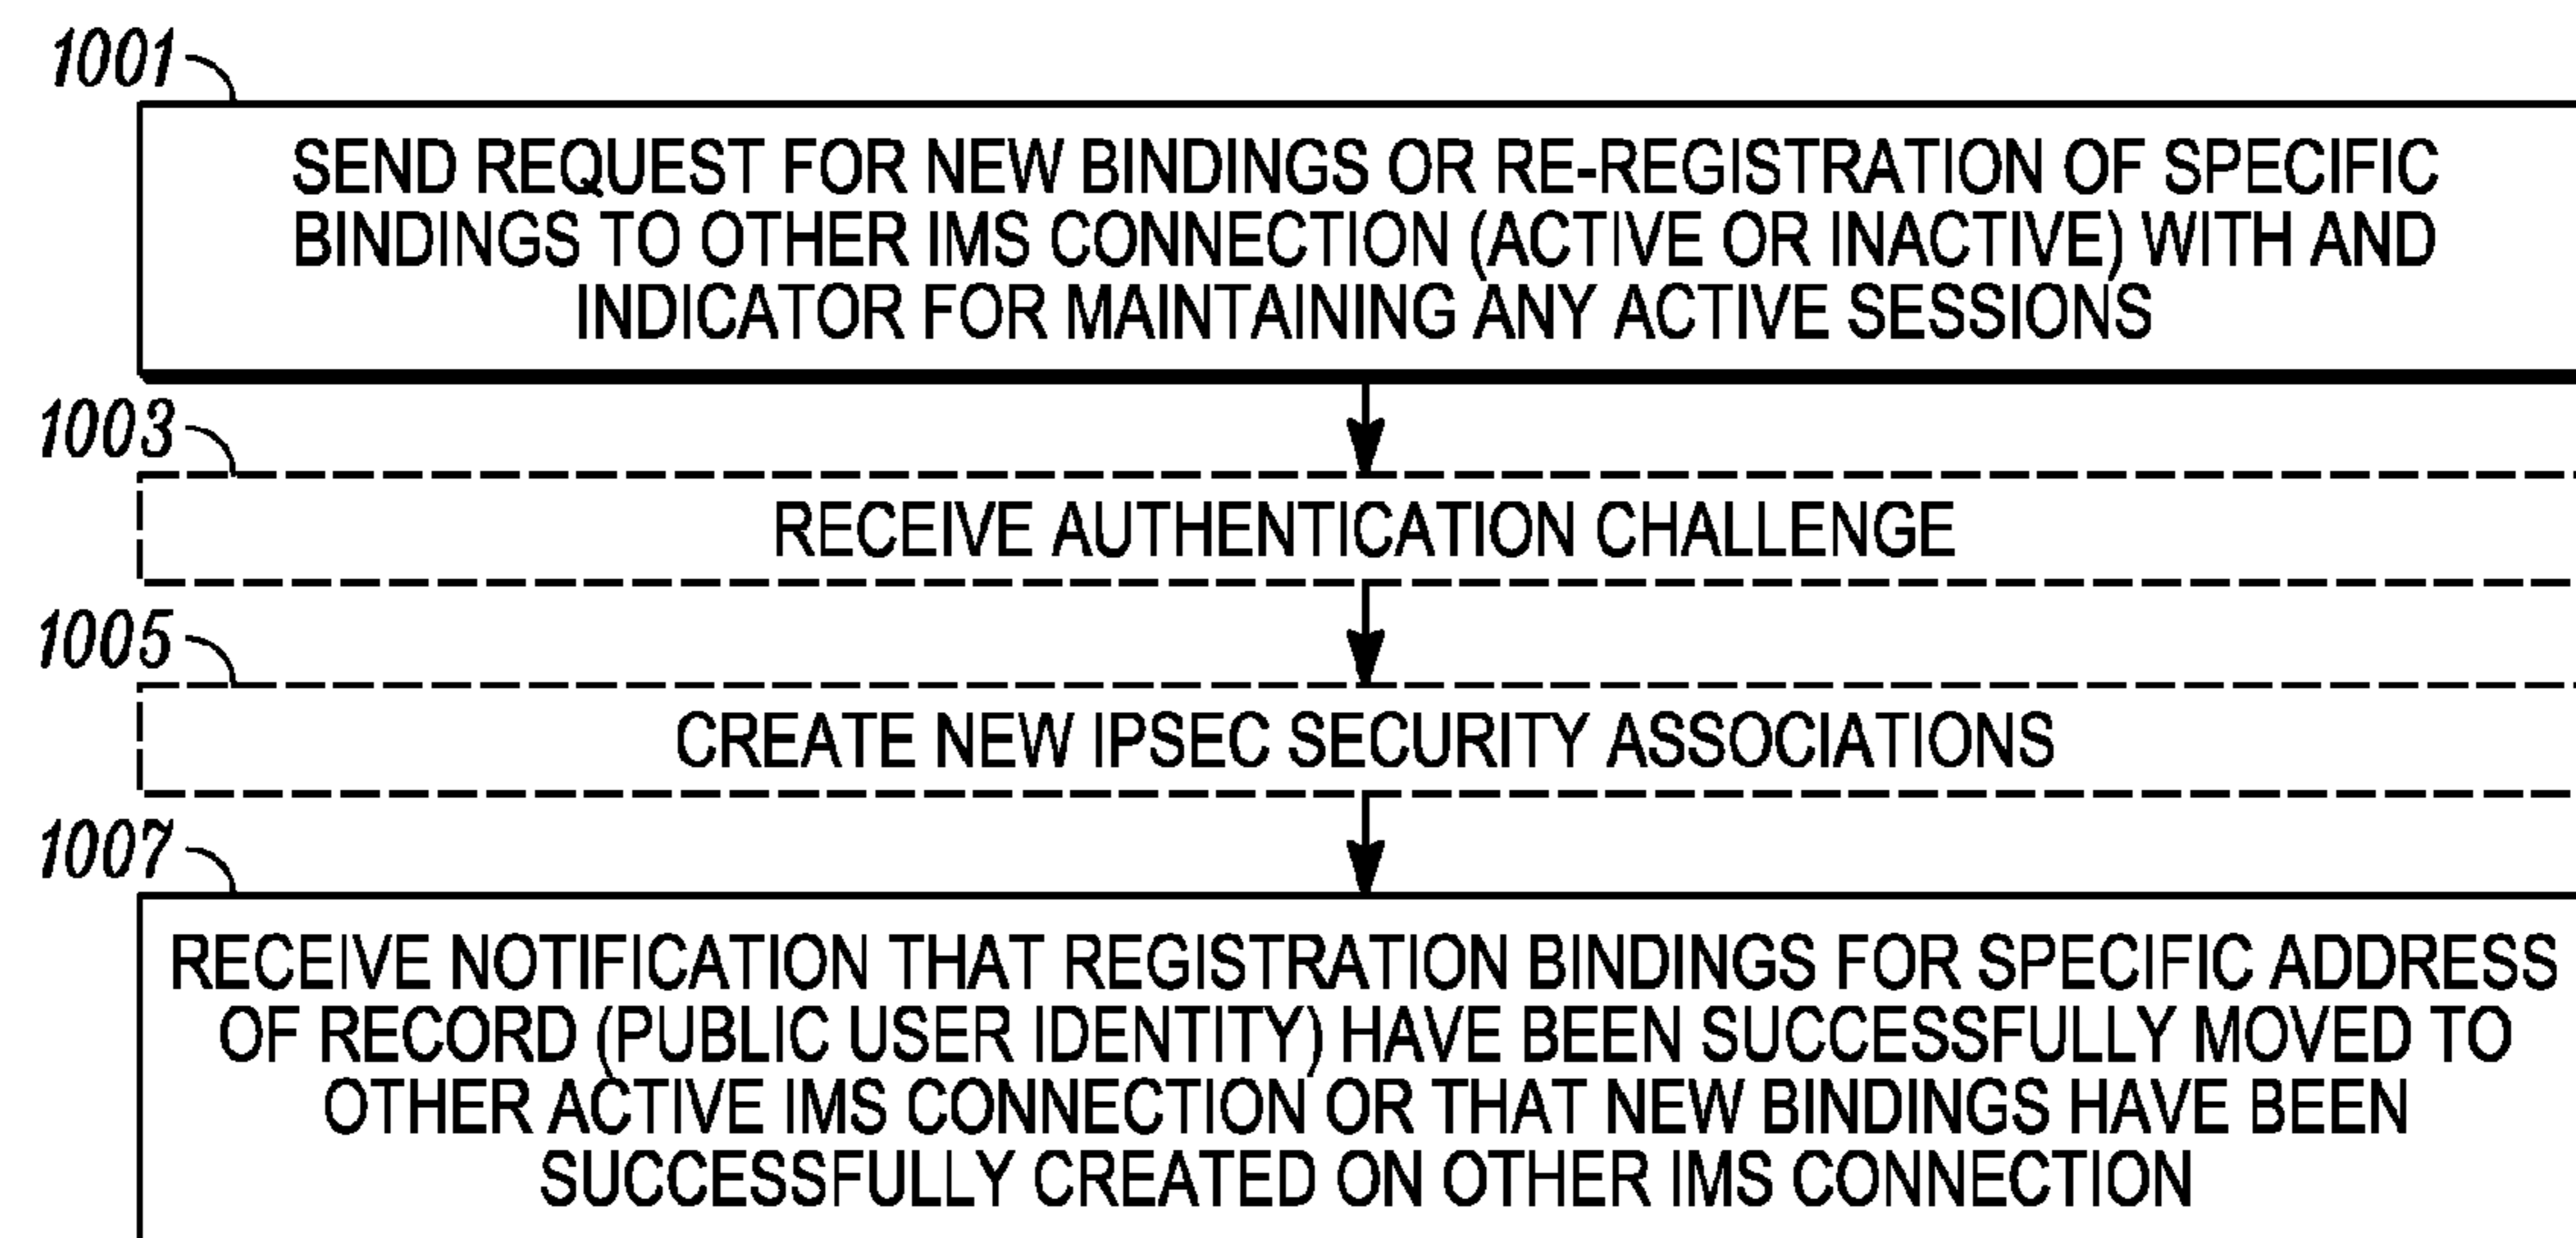 1001
SEND REQUEST FOR NEW BINDINGS OR RE-REGISTRATION OF SPECIFIC
BINDINGS TO OTHER IMS CONNECTION (ACTIVE OR INACTIVE) WITH AND
INDICATOR FOR MAINTAINING ANY ACTIVE SESSIONS
1003
RECEIVE AUTHENTICATION CHALLENGE
1005
CREATE NEW IPSEC SECURITY ASSOCIATIONS
1007
RECEIVE NOTIFICATION THAT REGISTRATION BINDINGS FOR SPECIFIC ADDRESS
OF RECORD (PUBLIC USER IDENTITY) HAVE BEEN SUCCESSFULLY MOVED TO
OTHER ACTIVE IMS CONNECTION OR THAT NEW BINDINGS HAVE BEEN
SUCCESSFULLY CREATED ON OTHER IMS CONNECTION